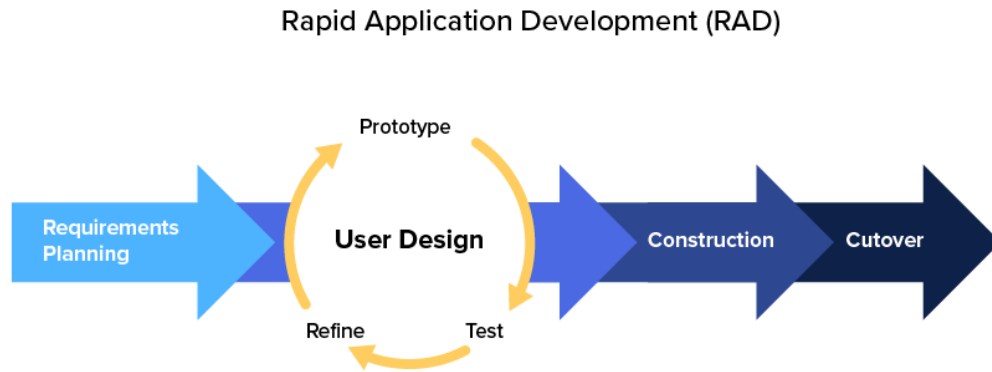 Rapid Application Development (RAD)
Prototype
Requirements
Planning
User Design
Construction
Cutover
Refine
Test